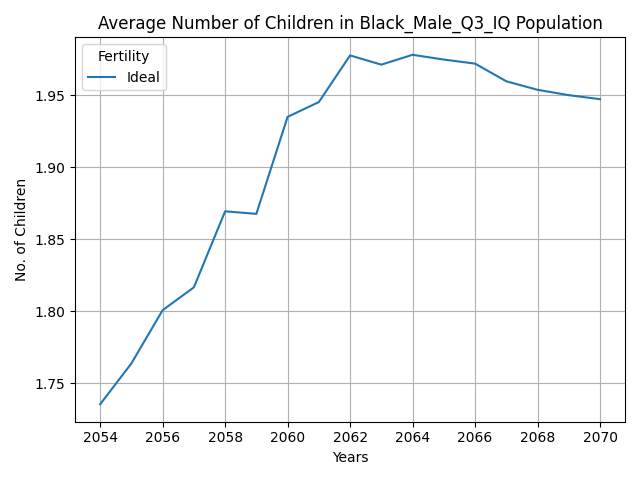 Average Number of Children in Black_Male_Q3_IQ Population
Fertility
Ideal
No. of Children
1.95
1.90
1.85
1.80
1.75
2054 2056 2058 2060 2062 2064 2066 2068 2070
Years